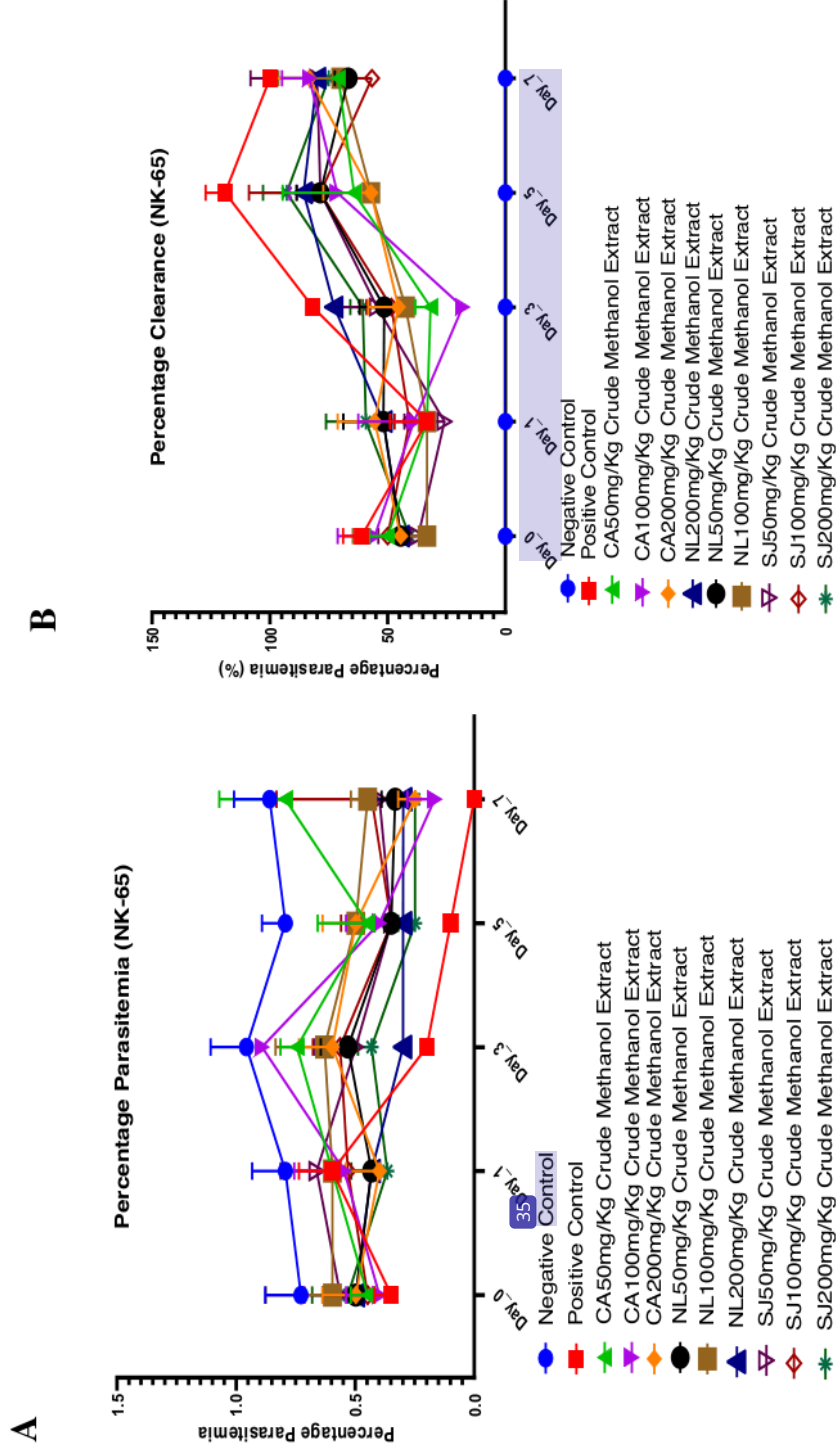 A
Percentage Parasitemia (NK-65)
Percentage Parasitemia
1.5
1.0
0.5
0.0
Day_0
Day_1
Day_3
Day_5
Day_7
35
Negative Control
Positive Control
CA50mg/Kg Crude Methanol Extract
CA100mg/Kg Crude Methanol Extract
CA200mg/Kg Crude Methanol Extract
NL50mg/Kg Crude Methanol Extract
NL100mg/Kg Crude Methanol Extract
NL200mg/Kg Crude Methanol Extract
SJ50mg/Kg Crude Methanol Extract
SJ100mg/Kg Crude Methanol Extract
SJ200mg/Kg Crude Methanol Extract
B
Percentage Clearance (NK-65)
Percentage Parasitemia (%)
150
100
50
0
Day_0
Day_1
Day_3
Day_5
Day_7
Negative Control
Positive Control
CA50mg/Kg Crude Methanol Extract
CA100mg/Kg Crude Methanol Extract
CA200mg/Kg Crude Methanol Extract
NL200mg/Kg Crude Methanol Extract
NL50mg/Kg Crude Methanol Extract
NL100mg/Kg Crude Methanol Extract
SJ50mg/Kg Crude Methanol Extract
SJ100mg/Kg Crude Methanol Extract
SJ200mg/Kg Crude Methanol Extract